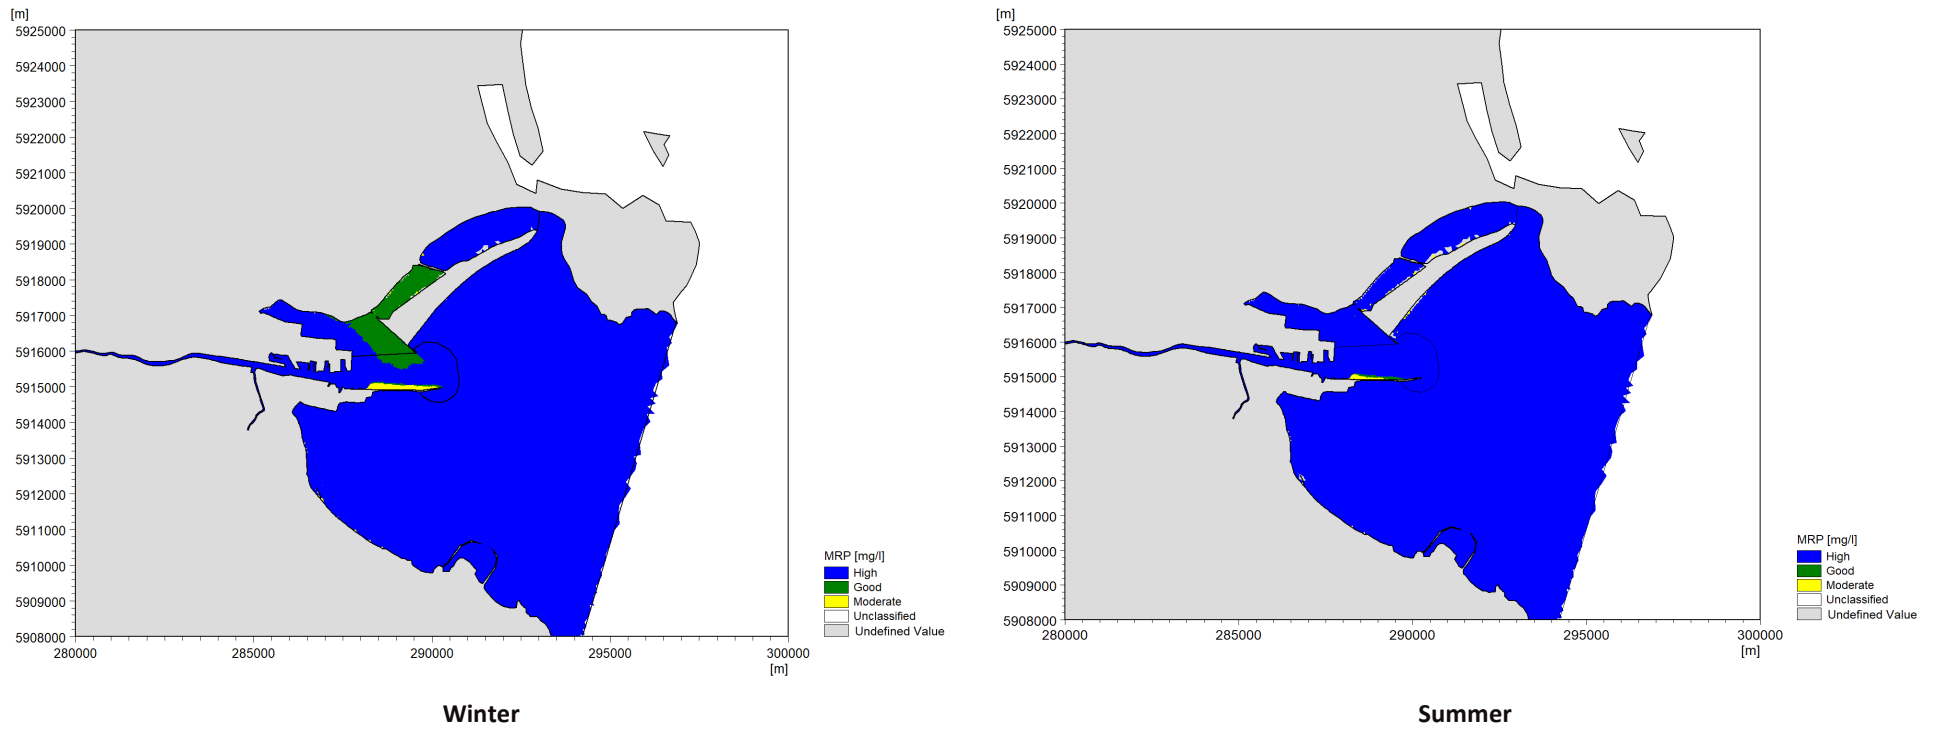 [m]
5925000
5924000
5923000
5922000
5921000
5920000
5919000
5918000
5917000
5916000
5915000
5914000
5913000
5912000
5911000
5910000
5909000
5908000
280000 285000 290000 295000 300000
[m]
MRP [mg/l]
High
Good
Moderate
Unclassified
Undefined Value
Winter
[m]
5925000
5924000
5923000
5922000
5921000
5920000
5919000
5918000
5917000
5916000
5915000
5914000
5913000
5912000
5911000
5910000
5909000
5908000
280000 285000 290000 295000 300000
[m]
MRP [mg/l]
High
Good
Moderate
Unclassified
Undefined Value
Summer